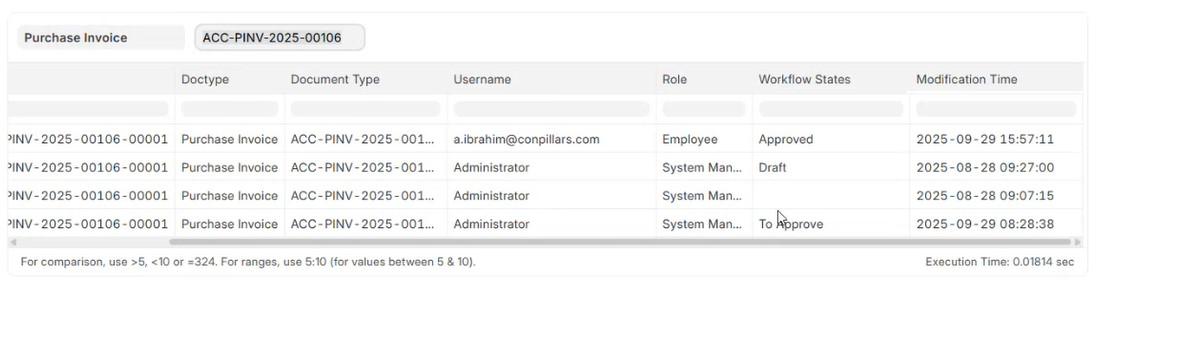 Purchase Invoice ACC-PINV-2025-00106
Doctype Document Type Username Role Workflow States Modification Time
PINV-2025-00106-00001 Purchase Invoice ACC-PINV-2025-001... a.ibrahim@conpillars.com Employee Approved 2025-09-29 15:57:11
PINV-2025-00106-00001 Purchase Invoice ACC-PINV-2025-001... Administrator System Man... Draft 2025-08-28 09:27:00
PINV-2025-00106-00001 Purchase Invoice ACC-PINV-2025-001... Administrator System Man... 2025-08-28 09:07:15
PINV-2025-00106-00001 Purchase Invoice ACC-PINV-2025-001... Administrator System Man... To Approve 2025-09-29 08:28:38
For comparison, use >5, <10 or =324. For ranges, use 5:10 (for values between 5 & 10). Execution Time: 0.01814 sec